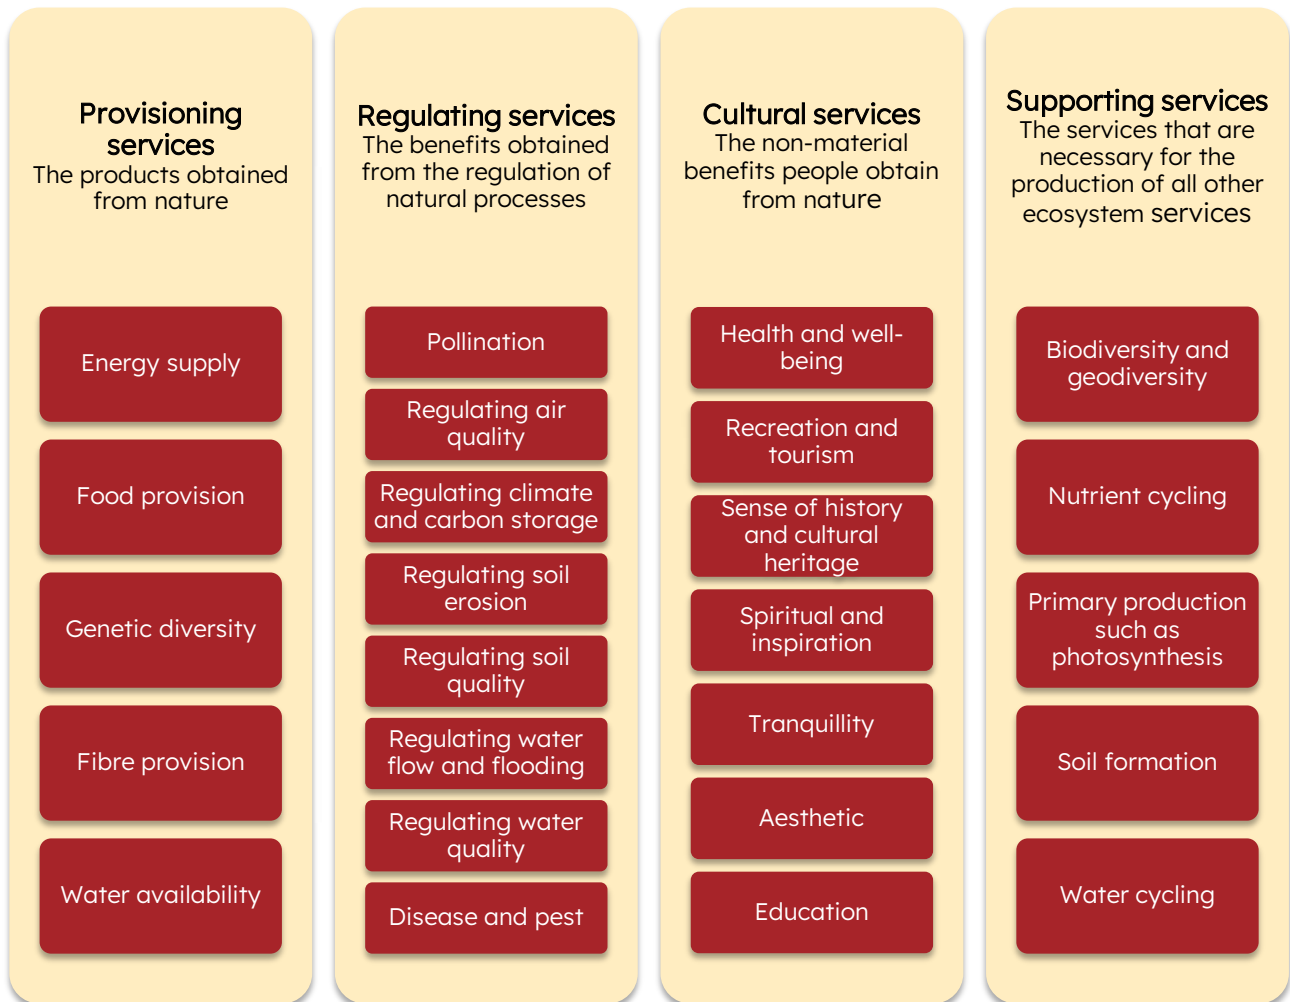 Provisioning
services
The products obtained
from nature
Energy supply
Food provision
Genetic diversity
Fibre provision
Water availability
Regulating services
The benefits obtained
from the regulation of
natural processes
Pollination
Regulating air
quality
Regulating climate
and carbon storage
Regulating soil
erosion
Regulating soil
quality
Regulating water
flow and flooding
Regulating water
quality
Disease and pest
Cultural services
The non-material
benefits people obtain
from nature
Health and well-
being
Recreation and
tourism
Sense of history
and cultural
heritage
Spiritual and
inspiration
Tranquillity
Aesthetic
Education
Supporting services
The services that are
necessary for the
production of all other
ecosystem services
Biodiversity and
geodiversity
Nutrient cycling
Primary production
such as
photosynthesis
Soil formation
Water cycling